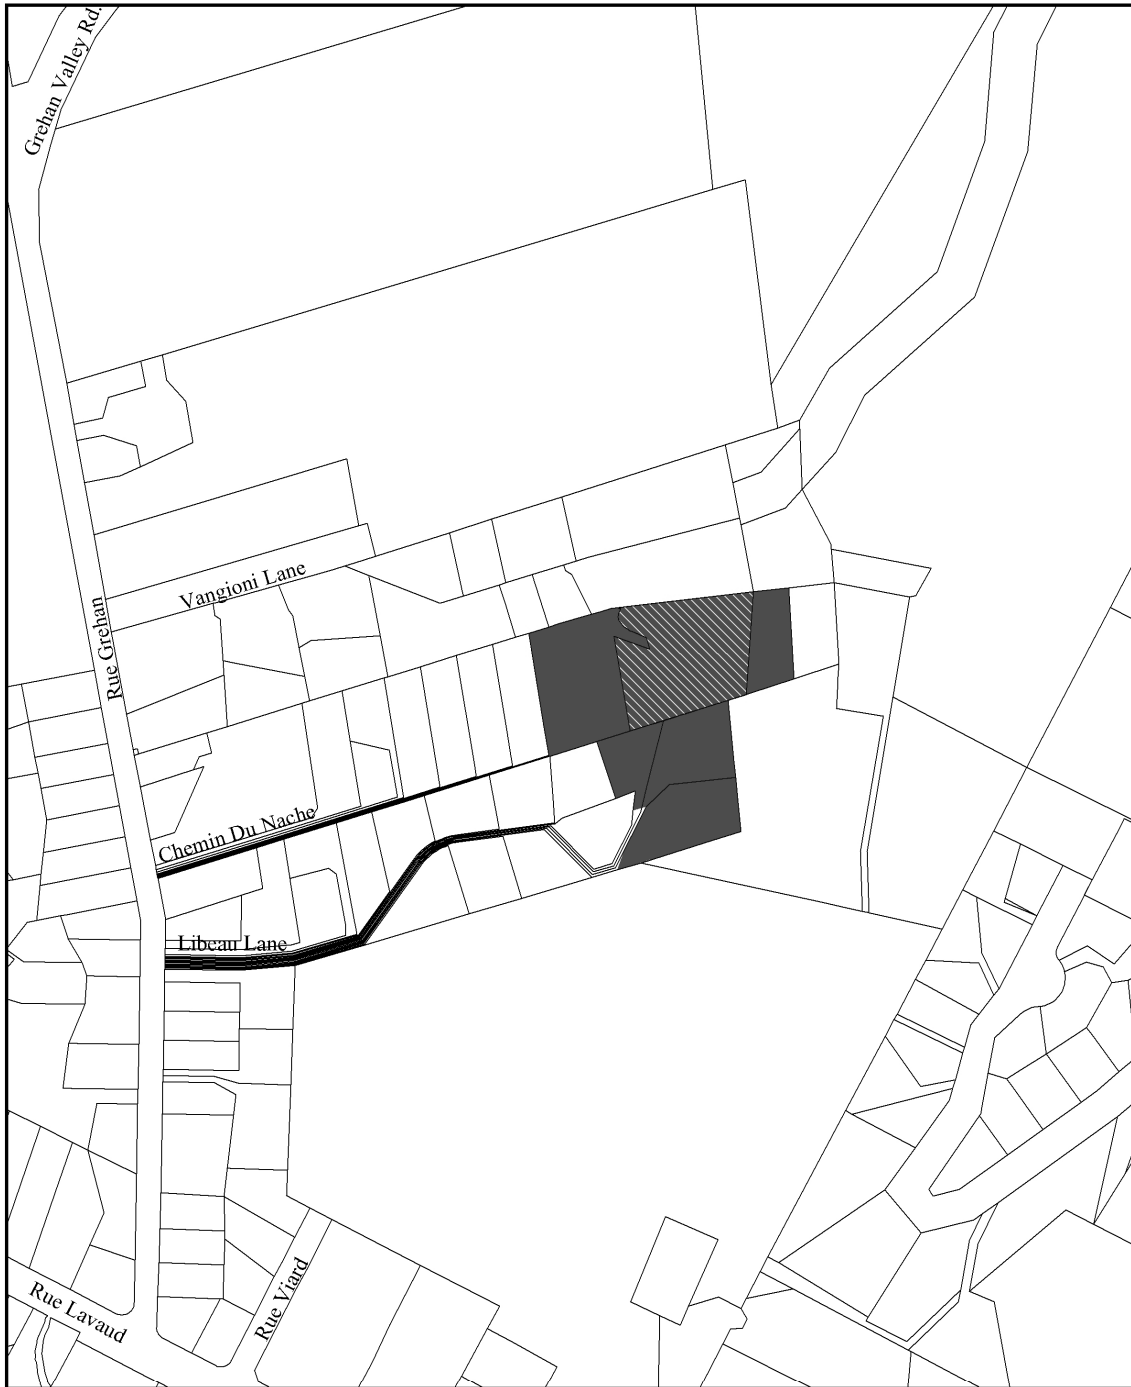 Grehan Valley Rd.
Vangioni Lane
Rue Grehan
Chemin Du Nache
Libeau Lane
Rue Viard
Rue Lavaud